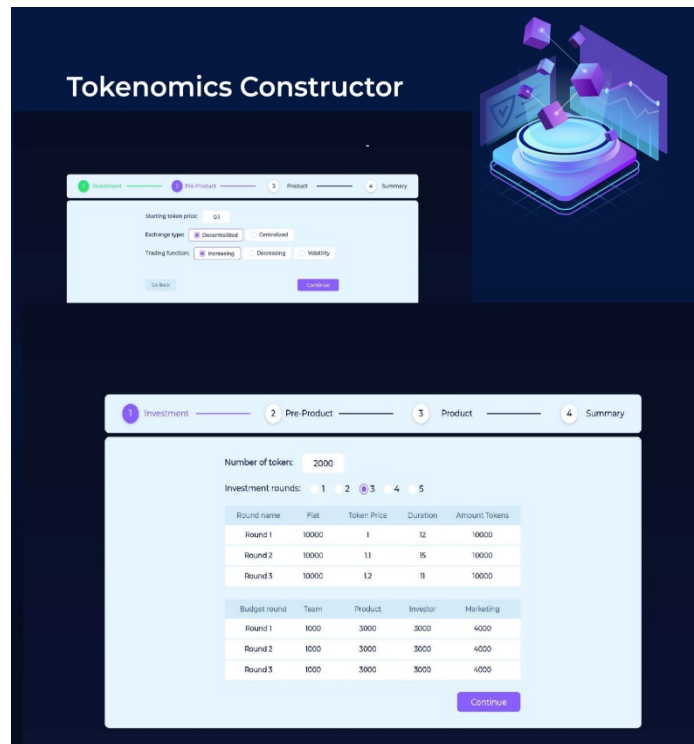 Tokenomics Constructor
1 Investment 2 Pre-Product 3 Product 4 Summary
Starting token price: 0.1
Exchange type: Decentralized Centralized
Trading function: Increasing Decreasing Volatility
Go Back Continue
1 Investment 2 Pre-Product 3 Product 4 Summary
Number of token: 2000
Investment rounds: 1 2 3 4 5
Round name Fiat Token Price Duration Amount Tokens
Round 1 10000 1 12 10000
Round 2 10000 1.1 15 10000
Round 3 10000 1.2 11 10000
Budget round Team Product Investor Marketing
Round 1 1000 3000 3000 4000
Round 2 1000 3000 3000 4000
Round 3 1000 3000 3000 4000
Continue